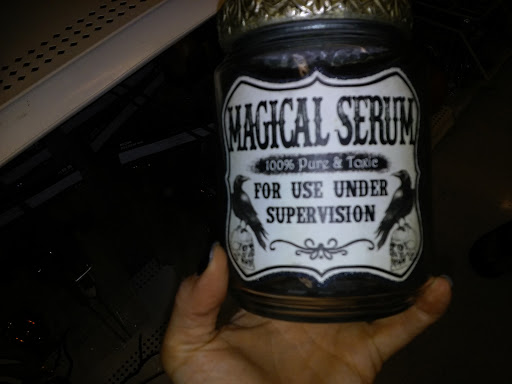 MAGICAL SERUM
100% Pure & Toxic
FOR USE UNDER
SUPERVISION